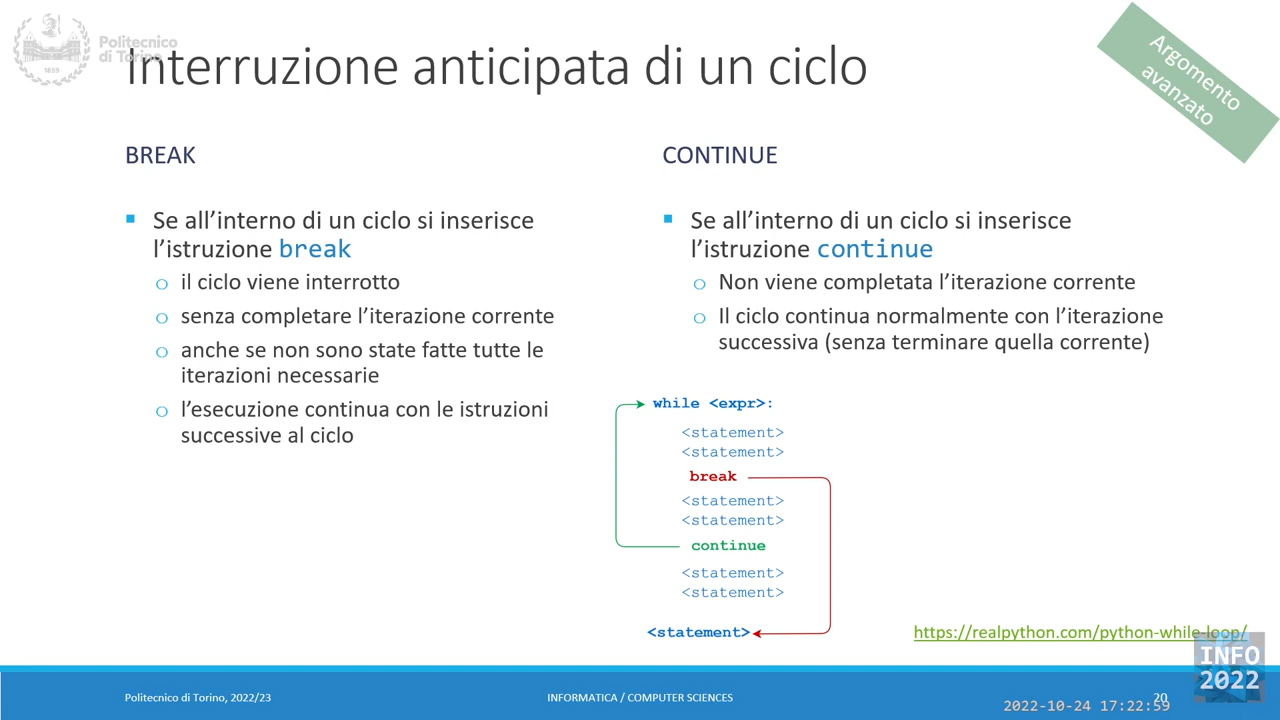 Politecnico
di Torino
1859
Interruzione anticipata di un ciclo
Argomento
avanzato
BREAK
Se all’interno di un ciclo si inserisce
l’istruzione break
il ciclo viene interrotto
senza completare l’iterazione corrente
anche se non sono state fatte tutte le
iterazioni necessarie
l’esecuzione continua con le istruzioni
successive al ciclo
CONTINUE
Se all’interno di un ciclo si inserisce
l’istruzione continue
Non viene completata l’iterazione corrente
Il ciclo continua normalmente con l’iterazione
successiva (senza terminare quella corrente)
while <expr>:
<statement>
<statement>
break
<statement>
<statement>
continue
<statement>
<statement>
<statement>
https://realpython.com/python-while-loop/
INFO
2022
Politecnico di Torino, 2022/23
INFORMATICA / COMPUTER SCIENCES
20
2022-10-24 17:22:59